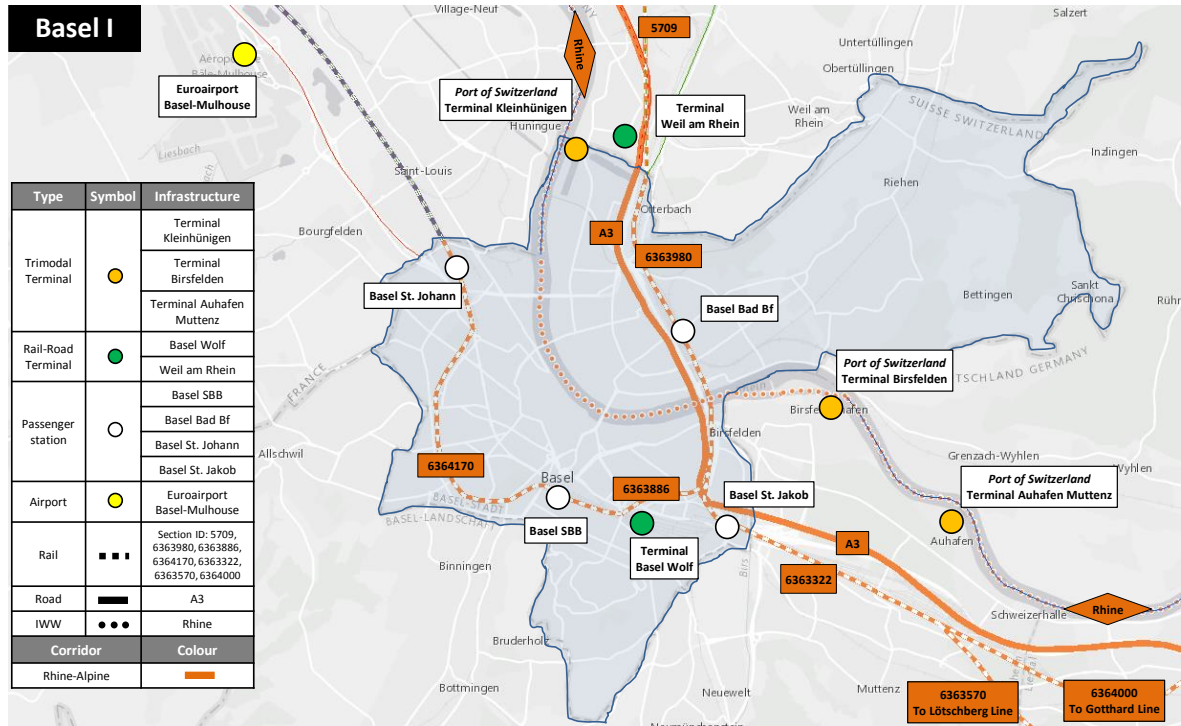 Basel I
Village-Neuf
Salzert
5709
Rhine
Untertüllingen
Obertüllingen
Aéroport
Bâle-Mulhouse
Euroairport
Basel-Mulhouse
Port of Switzerland
Terminal Kleinhünigen
Huningue
Terminal
Weil am Rhein
Weil am
Rhein
SUISSE SWITZERLAND
Liesbach
Inzlingen
Saint-Louis
Riehen
Type
Symbol
Infrastructure
Trimodal
Terminal
Terminal
Kleinhünigen
Terminal
Birsfelden
Terminal Auhafen
Muttenz
Rail-Road
Terminal
Basel Wolf
Weil am Rhein
Passenger
station
Basel SBB
Basel Bad Bf
Basel St. Johann
Basel St. Jakob
Airport
Euroairport
Basel-Mulhouse
Rail
Section ID: 5709,
6363980, 6363886,
6364170, 6363322,
6363570, 6364000
Road
A3
IWW
Rhine
Corridor
Colour
Rhine-Alpine
Otterbach
Bourgfelden
A3
6363980
Basel St. Johann
Bettingen
Sankt
Chrischona
Rühr
Basel Bad Bf
FRANCE
Port of Switzerland
Terminal Birsfelden
TSCHLAND GERMANY
Birsfelden
Allschwil
Grenzach-Wyhlen
Wyhlen
6364170
Basel
6363886
Port of Switzerland
Terminal Auhafen Muttenz
Basel St. Jakob
BASEL-STADT
BASEL-LANDSCHAFT
Basel SBB
Auhafen
A3
Terminal
Basel Wolf
Binningen
Birs
6363322
Schweizerhalle
Rhine
Bruderholz
Bottmingen
Neuewelt
Muttenz
6363570
To Lötschberg Line
6364000
To Gotthard Line